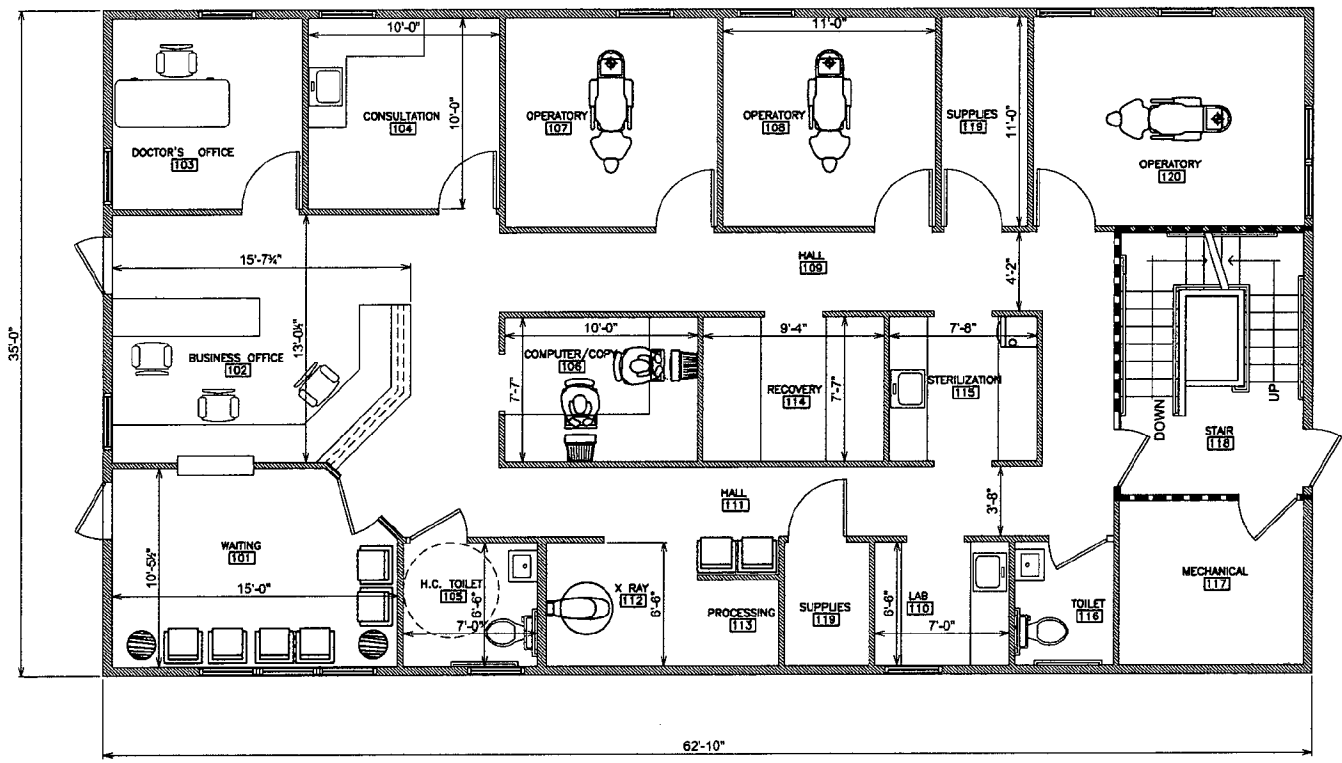 10'-0"
11'-0"
DOCTOR'S OFFICE
103
CONSULTATION
104
10'-0"
OPERATORY
107
OPERATORY
108
SUPPLIES
119
11'-0"
OPERATORY
120
35'-0"
15'-7¾"
13'-0¼"
BUSINESS OFFICE
102
HALL
109
4'-2"
10'-0"
9'-4"
7'-8"
COMPUTER/COPY
106
7'-7"
RECOVERY
114
7'-7"
STERILIZATION
115
DOWN
UP
STAIR
118
HALL
111
3'-8"
WAITING
101
10'-5½"
15'-0"
H.C. TOILET
105
6'-6"
7'-0"
X RAY
112
6'-6"
PROCESSING
113
SUPPLIES
119
LAB
110
6'-6"
7'-0"
TOILET
116
MECHANICAL
117
62'-10"